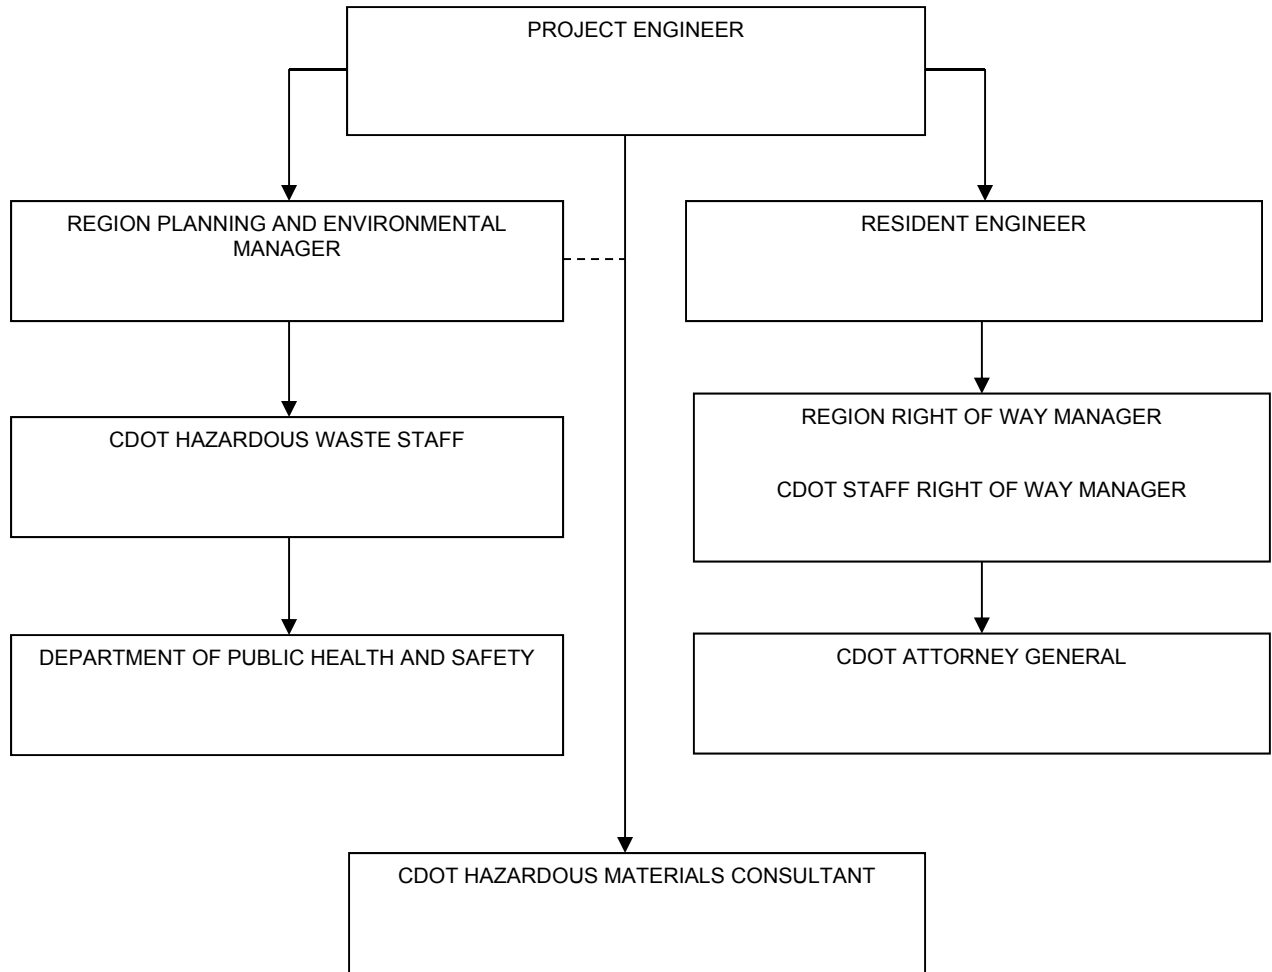 PROJECT ENGINEER
REGION PLANNING AND ENVIRONMENTAL
MANAGER
RESIDENT ENGINEER
CDOT HAZARDOUS WASTE STAFF
REGION RIGHT OF WAY MANAGER
CDOT STAFF RIGHT OF WAY MANAGER
DEPARTMENT OF PUBLIC HEALTH AND SAFETY
CDOT ATTORNEY GENERAL
CDOT HAZARDOUS MATERIALS CONSULTANT